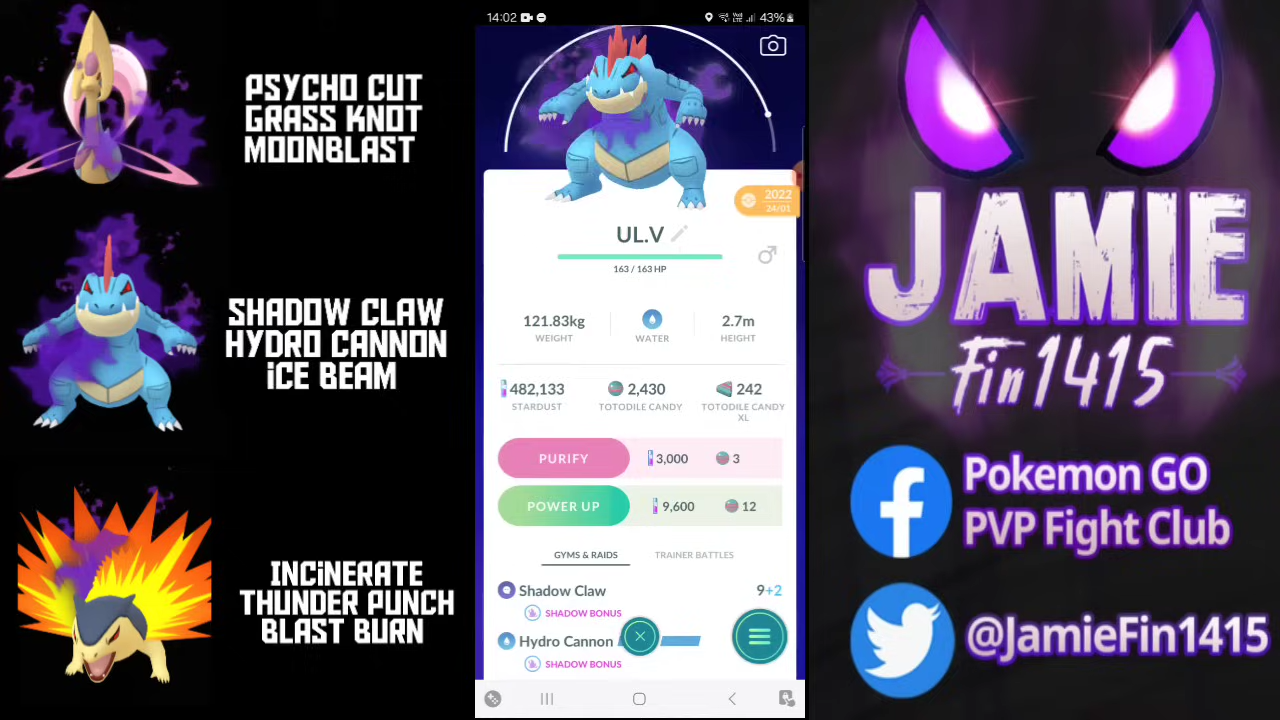 PSYCHO CUT
GRASS KNOT
MOONBLAST
SHADOW CLAW
HYDRO CANNON
iCE BEAM
INCiNERATE
THUNDER PUNCH
BLAST BURN
14:02
43%
2022
24/01
UL.V
163 / 163 HP
121.83kg
WEIGHT
WATER
2.7m
HEIGHT
482,133
STARDUST
2,430
TOTODILE CANDY
242
TOTODILE CANDY
XL
PURIFY 3,000 3
POWER UP 9,600 12
GYMS & RAIDS TRAINER BATTLES
Shadow Claw 9+2
SHADOW BONUS
Hydro Cannon
SHADOW BONUS
JAMIE
Fin1415
Pokemon GO
PVP Fight Club
@JamieFin1415